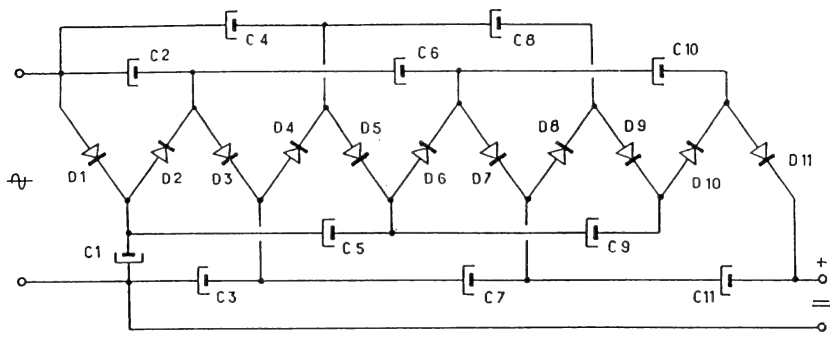 C4
C8
C2
C6
C10
D1
D2
D3
D4
D5
D6
D7
D8
D9
D10
D11
C1
C5
C9
C3
C7
C11
+
=